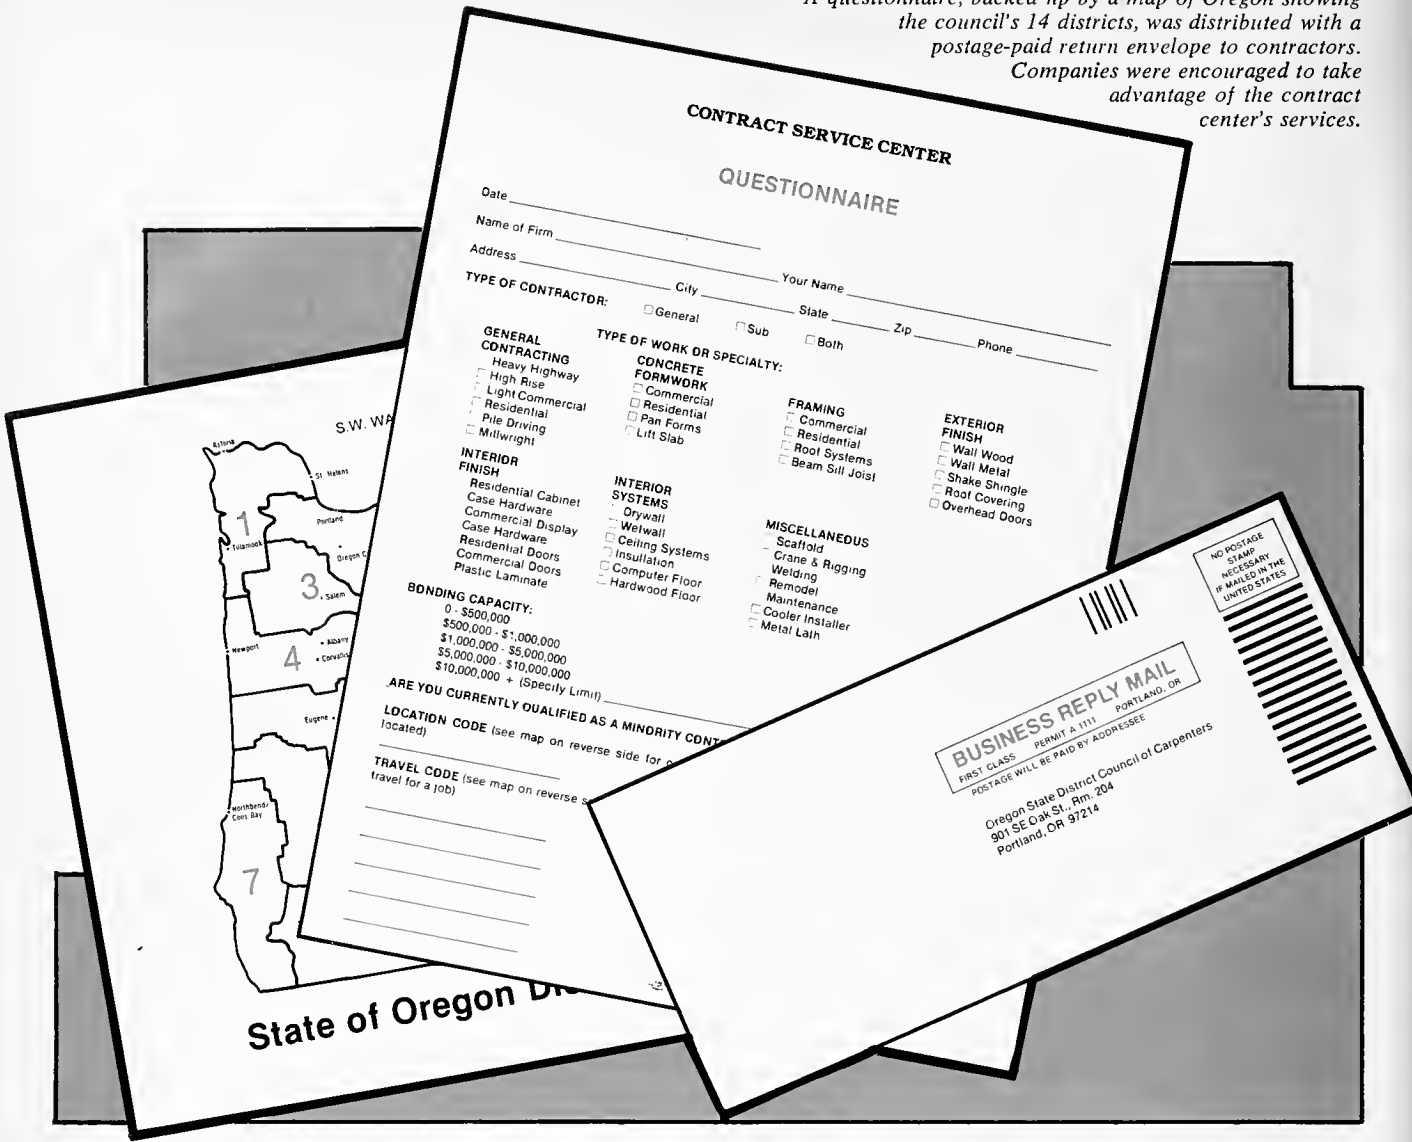 A questionnaire, backed up by a map of Oregon showing
the council's 14 districts, was distributed with a
postage-paid return envelope to contractors.
Companies were encouraged to take
advantage of the contract
center's services.
CONTRACT SERVICE CENTER
QUESTIONNAIRE
Date
Name of Firm Your Name
Address City State Zip Phone
TYPE OF CONTRACTOR: General Sub Both
TYPE OF WORK OR SPECIALTY:
GENERAL
CONTRACTING
Heavy Highway
High Rise
Light Commercial
Residential
Pile Driving
Millwright
CONCRETE
FORMWORK
Commercial
Residential
Pan Forms
Lift Slab
FRAMING
Commercial
Residential
Roof Systems
Beam Sill Joist
EXTERIOR
FINISH
Wall Wood
Wall Metal
Shake Shingle
Roof Covering
Overhead Doors
INTERIOR
FINISH
Residential Cabinet
Case Hardware
Commercial Display
Case Hardware
Residential Doors
Commercial Doors
Plastic Laminate
INTERIOR
SYSTEMS
Drywall
Wetwall
Ceiling Systems
Insullation
Computer Floor
Hardwood Floor
MISCELLANEOUS
Scaffold
Crane & Rigging
Welding
Remodel
Maintenance
Cooler Installer
Metal Lath
BONDING CAPACITY:
0 - $500,000
$500,000 - $1,000,000
$1,000,000 - $5,000,000
$5,000,000 - $10,000,000
$10,000,000 + (Specify Limit)
ARE YOU CURRENTLY QUALIFIED AS A MINORITY
LOCATION CODE (see map on reverse side for
located)
TRAVEL CODE (see map on reverse
travel for a job)
S.W.
Astoria
St Helens
1
Portland
Tillamook
Oregon
3
Salem
Newport
Albany
4
Corvallis
Eugene
Northbend/
Coos Bay
7
State of Oregon
NO POSTAGE
STAMP
NECESSARY
IF MAILED IN THE
UNITED STATES
BUSINESS REPLY MAIL
FIRST CLASS PERMIT A 1111 PORTLAND, OR
POSTAGE WILL BE PAID BY ADDRESSEE
Oregon State District Council of Carpenters
901 SE Oak St., Rm. 204
Portland, OR 97214